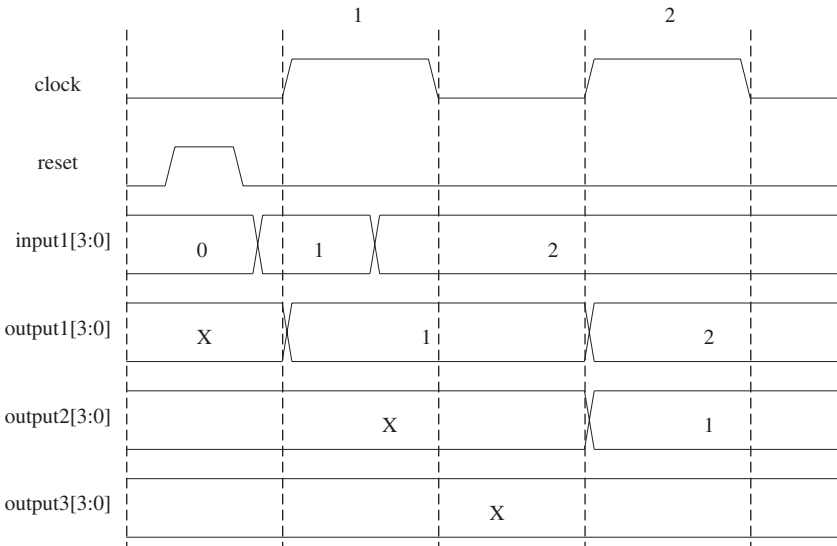 1 2
clock
reset
input1[3:0] 0 1 2
output1[3:0] X 1 2
output2[3:0] X 1
output3[3:0] X